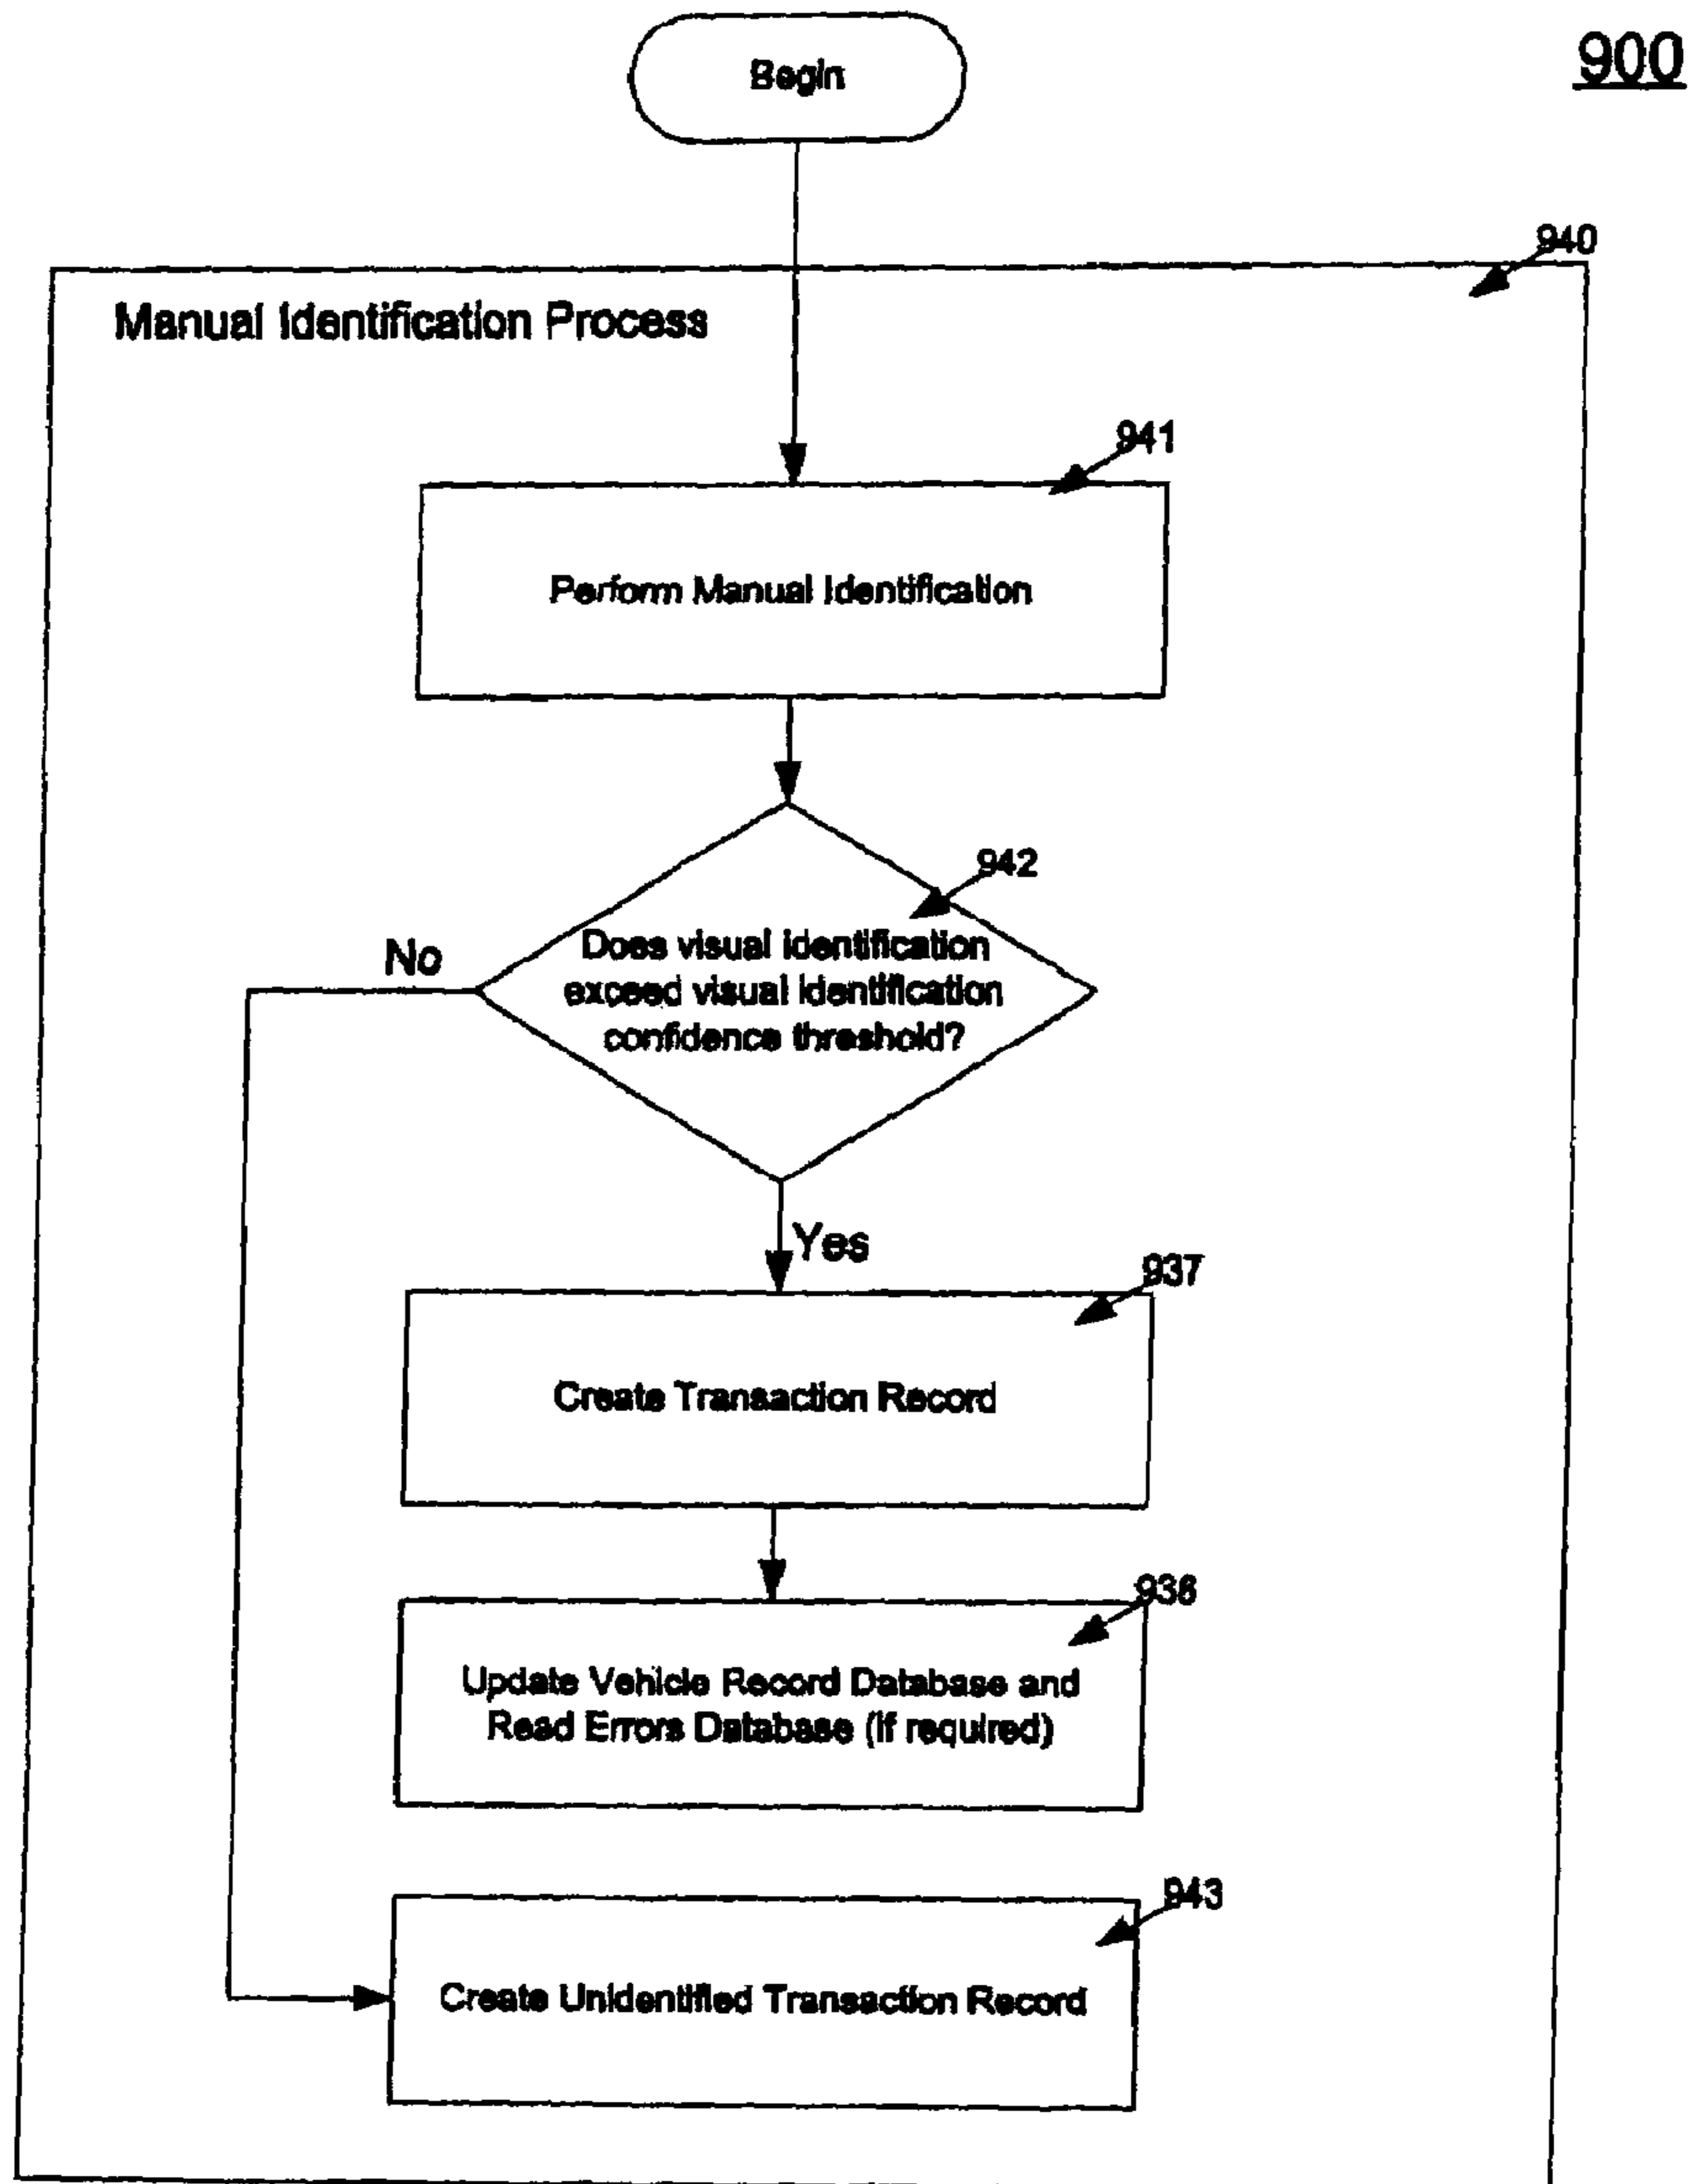 Begin
900
940
Manual Identification Process
941
Perform Manual Identification
942
No
Does visual identification
exceed visual identification
confidence threshold?
Yes
937
Create Transaction Record
938
Update Vehicle Record Database and
Read Errors Database (if required)
943
Create Unidentified Transaction Record